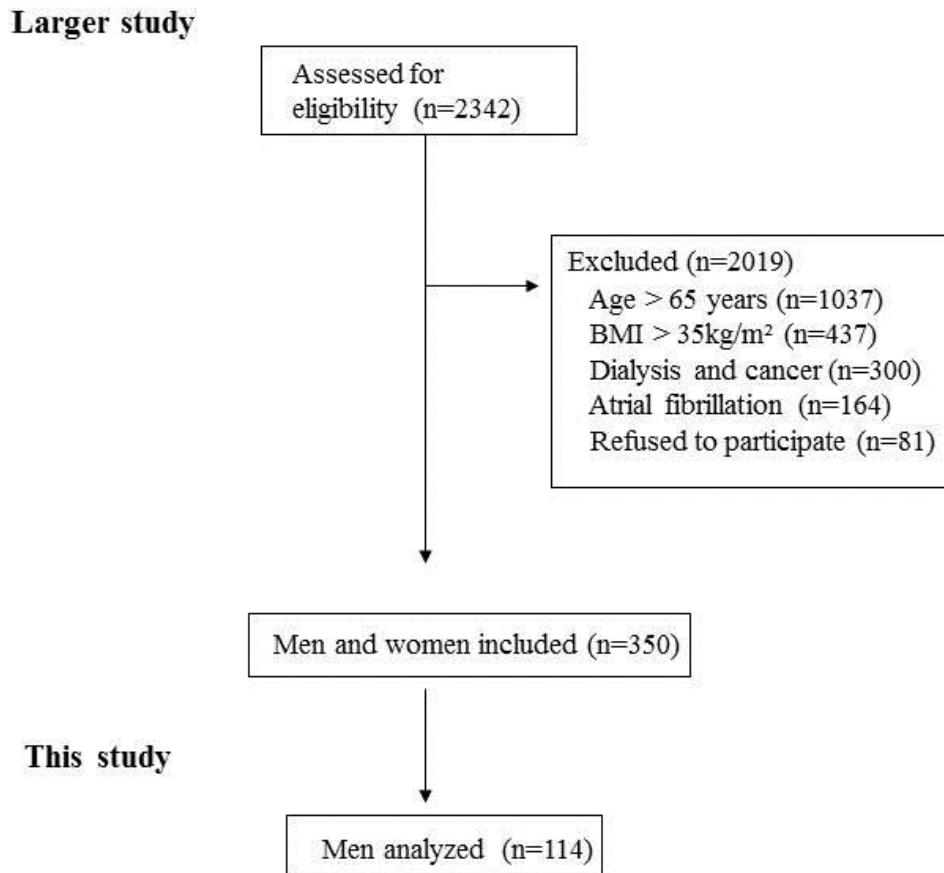 Larger study
Assessed for
eligibility (n=2342)
Excluded (n=2019)
Age > 65 years (n=1037)
BMI > 35kg/m² (n=437)
Dialysis and cancer (n=300)
Atrial fibrillation (n=164)
Refused to participate (n=81)
Men and women included (n=350)
This study
Men analyzed (n=114)